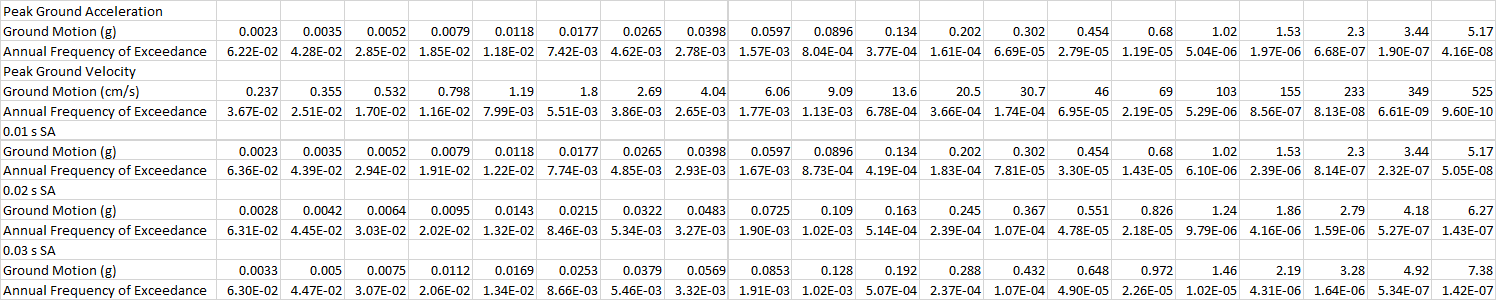 Peak Ground Acceleration
Ground Motion (g) 0.0023 0.0035 0.0052 0.0079 0.0118 0.0177 0.0265 0.0398 0.0597 0.0896 0.134 0.202 0.302 0.454 0.68 1.02 1.53 2.3 3.44 5.17
Annual Frequency of Exceedance 6.22E-02 4.28E-02 2.85E-02 1.85E-02 1.18E-02 7.42E-03 4.62E-03 2.78E-03 1.57E-03 8.04E-04 3.77E-04 1.61E-04 6.69E-05 2.79E-05 1.19E-05 5.04E-06 1.97E-06 6.68E-07 1.90E-07 4.16E-08
Peak Ground Velocity
Ground Motion (cm/s) 0.237 0.355 0.532 0.798 1.19 1.8 2.69 4.04 6.06 9.09 13.6 20.5 30.7 46 69 103 155 233 349 525
Annual Frequency of Exceedance 3.67E-02 2.51E-02 1.70E-02 1.16E-02 7.99E-03 5.51E-03 3.86E-03 2.65E-03 1.77E-03 1.13E-03 6.78E-04 3.66E-04 1.74E-04 6.95E-05 2.19E-05 5.29E-06 8.56E-07 8.13E-08 6.61E-09 9.60E-10
0.01 s SA
Ground Motion (g) 0.0023 0.0035 0.0052 0.0079 0.0118 0.0177 0.0265 0.0398 0.0597 0.0896 0.134 0.202 0.302 0.454 0.68 1.02 1.53 2.3 3.44 5.17
Annual Frequency of Exceedance 6.36E-02 4.39E-02 2.94E-02 1.91E-02 1.22E-02 7.74E-03 4.85E-03 2.93E-03 1.67E-03 8.73E-04 4.19E-04 1.83E-04 7.81E-05 3.30E-05 1.43E-05 6.10E-06 2.39E-06 8.14E-07 2.32E-07 5.05E-08
0.02 s SA
Ground Motion (g) 0.0028 0.0042 0.0064 0.0095 0.0143 0.0215 0.0322 0.0483 0.0725 0.109 0.163 0.245 0.367 0.551 0.826 1.24 1.86 2.79 4.18 6.27
Annual Frequency of Exceedance 6.31E-02 4.45E-02 3.03E-02 2.02E-02 1.32E-02 8.46E-03 5.34E-03 3.27E-03 1.90E-03 1.02E-03 5.14E-04 2.39E-04 1.07E-04 4.78E-05 2.18E-05 9.79E-06 4.16E-06 1.59E-06 5.27E-07 1.43E-07
0.03 s SA
Ground Motion (g) 0.0033 0.005 0.0075 0.0112 0.0169 0.0253 0.0379 0.0569 0.0853 0.128 0.192 0.288 0.432 0.648 0.972 1.46 2.19 3.28 4.92 7.38
Annual Frequency of Exceedance 6.30E-02 4.47E-02 3.07E-02 2.06E-02 1.34E-02 8.66E-03 5.46E-03 3.32E-03 1.91E-03 1.02E-03 5.07E-04 2.37E-04 1.07E-04 4.90E-05 2.26E-05 1.02E-05 4.31E-06 1.64E-06 5.34E-07 1.42E-07